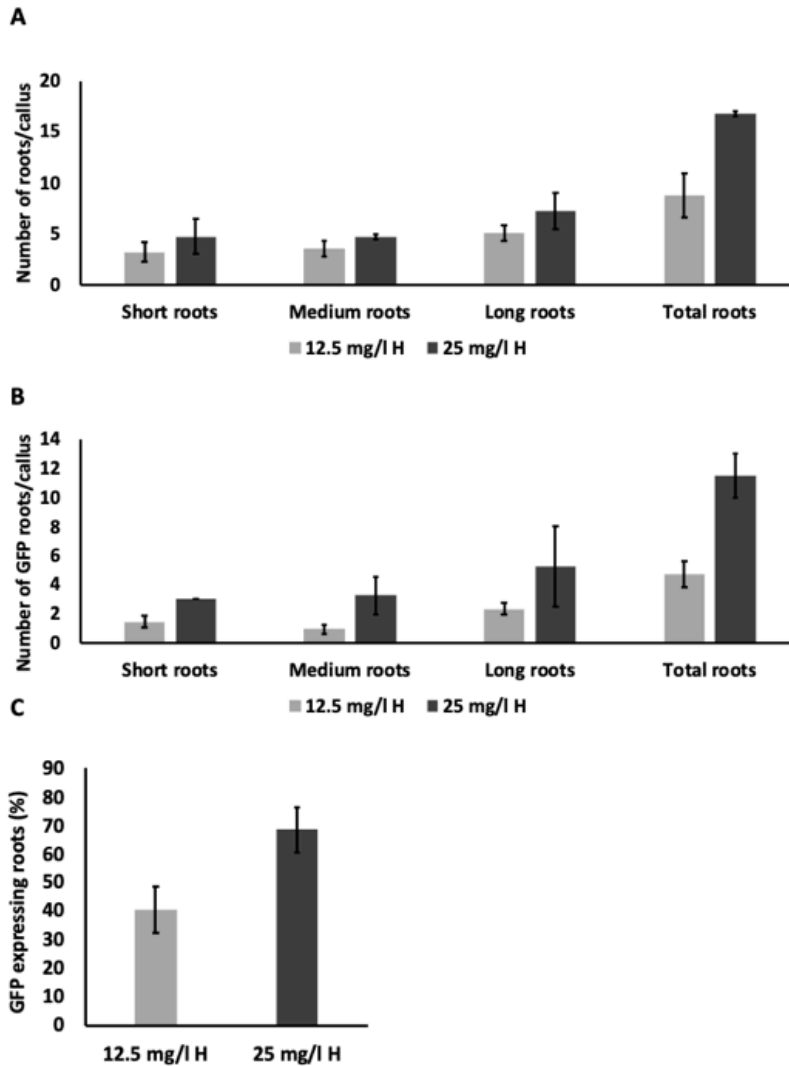 A
Number of roots/callus
20
15
10
5
0
Short roots Medium roots Long roots Total roots
12.5 mg/l H 25 mg/l H
B
Number of GFP roots/callus
14
12
10
8
6
4
2
0
Short roots Medium roots Long roots Total roots
12.5 mg/l H 25 mg/l H
C
GFP expressing roots (%)
90
80
70
60
50
40
30
20
10
0
12.5 mg/l H 25 mg/l H